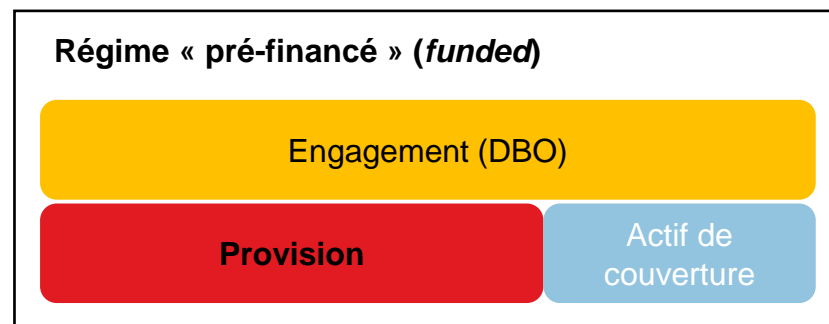 Régime « pré-financé » (funded)
Engagement (DBO)
Provision
Actif de
couverture